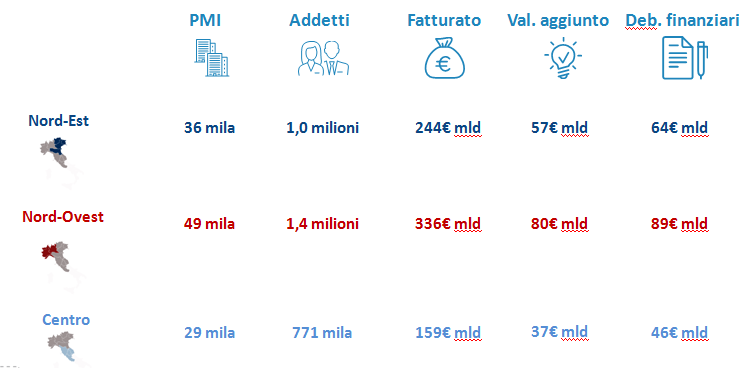 PMI Addetti Fatturato Val. aggiunto Deb. finanziari
€
Nord-Est 36 mila 1,0 milioni 244€ mld 57€ mld 64€ mld
Nord-Ovest 49 mila 1,4 milioni 336€ mld 80€ mld 89€ mld
Centro 29 mila 771 mila 159€ mld 37€ mld 46€ mld